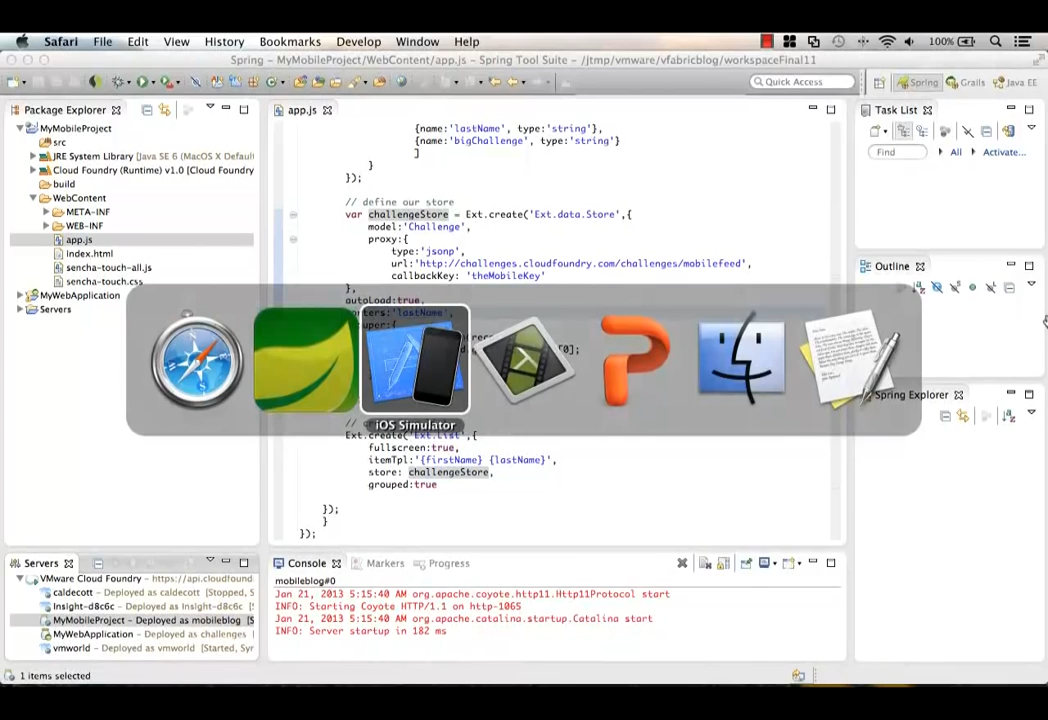 Safari File Edit View History Bookmarks Develop Window Help 100%
Spring – MyMobileProject/WebContent/app.js – Spring Tool Suite – /jtmp/vmware/vfabricblog/workspaceFinal11
Quick Access Spring Grails Java EE
Package Explorer
MyMobileProject
src
JRE System Library [Java SE 6 (MacOS X Default
Cloud Foundry (Runtime) v1.0 [Cloud Foundry
build
WebContent
META-INF
WEB-INF
app.js
index.html
sencha-touch-all.js
sencha-touch.css
MyWebApplication
Servers
app.js
{name:'lastName', type:'string'},
{name:'bigChallenge', type:'string'}
]
}
});
// define our store
var challengeStore = Ext.create('Ext.data.Store',{
model:'Challenge',
proxy:{
type:'jsonp',
url:'http://challenges.cloudfoundry.com/challenges/mobilefeed',
callbackKey: 'theMobileKey'
},
autoLoad:true,
'lastName',
[0];
iOS Simulator
Ext.create('Ext.List',{
fullscreen:true,
itemTpl:'{firstName} {lastName}',
store: challengeStore,
grouped:true
});
}
});
Task List
Find All Activate...
Outline
Spring Explorer
Servers
VMware Cloud Foundry – https://api.cloudfound
caldecott – Deployed as caldecott [Stopped, S
Insight-d8c6c – Deployed as Insight-d8c6c [S
MyMobileProject – Deployed as mobileblog [S
MyWebApplication – Deployed as challenges
vmworld – Deployed as vmworld [Started, Syn
Console Markers Progress
mobileblog#0
Jan 21, 2013 5:15:40 AM org.apache.coyote.http11.Http11Protocol start
INFO: Starting Coyote HTTP/1.1 on http-1065
Jan 21, 2013 5:15:40 AM org.apache.catalina.startup.Catalina start
INFO: Server startup in 182 ms
1 items selected